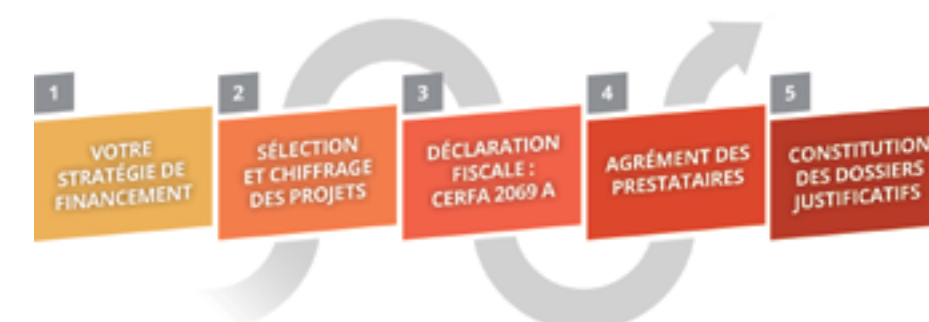 1
VOTRE
STRATÉGIE DE
FINANCEMENT
2
SÉLECTION
ET CHIFFRAGE
DES PROJETS
3
DÉCLARATION
FISCALE :
CERFA 2069 A
4
AGRÉMENT DES
PRESTATAIRES
5
CONSTITUTION
DES DOSSIERS
JUSTIFICATIFS